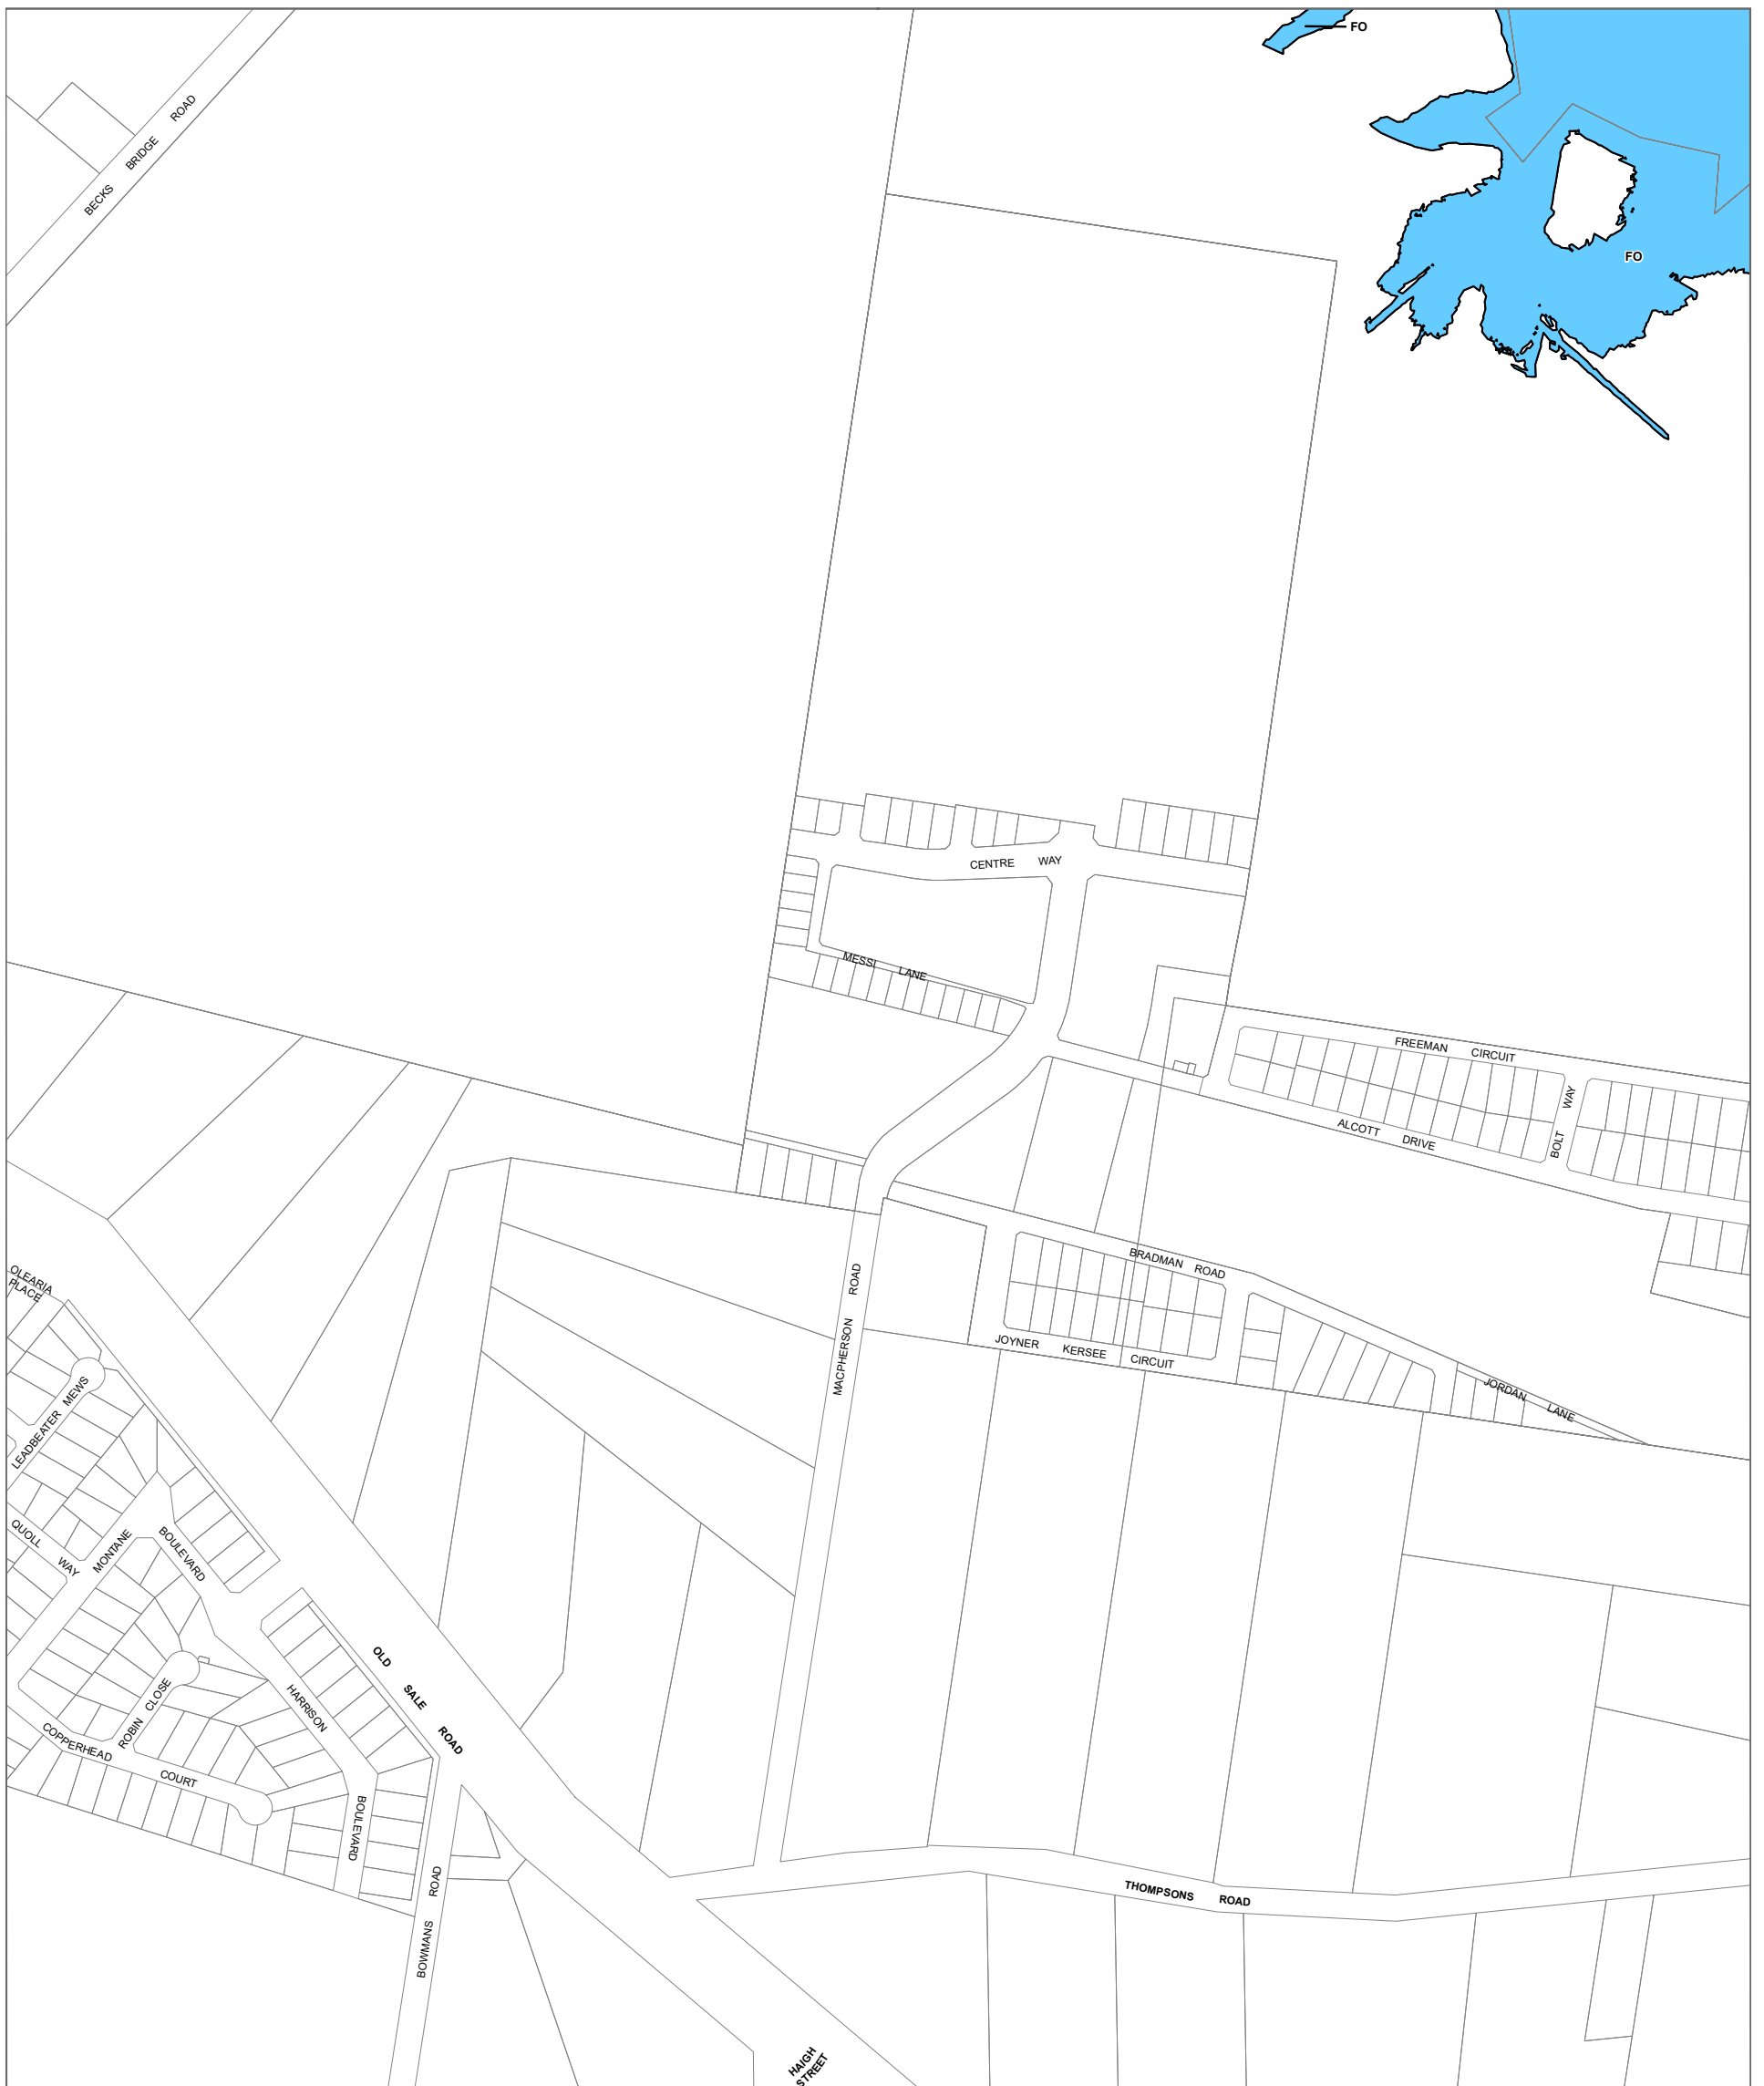 FO
BECKS BRIDGE ROAD
FO
CENTRE WAY
MESSI LANE
FREEMAN CIRCUIT
BOLT WAY
ALCOTT DRIVE
BRADMAN ROAD
MACPHERSON ROAD
JOYNER KERSEE CIRCUIT
JORDAN LANE
OLEARIA
PLACE
LEADBEATER MEWS
QUOLL WAY
MONTANE
BOULEVARD
OLD SALE ROAD
ROBIN CLOSE
HARRISON
BOULEVARD
COPPERHEAD COURT
BOWMANS ROAD
THOMPSONS ROAD
HAIGH
STREET